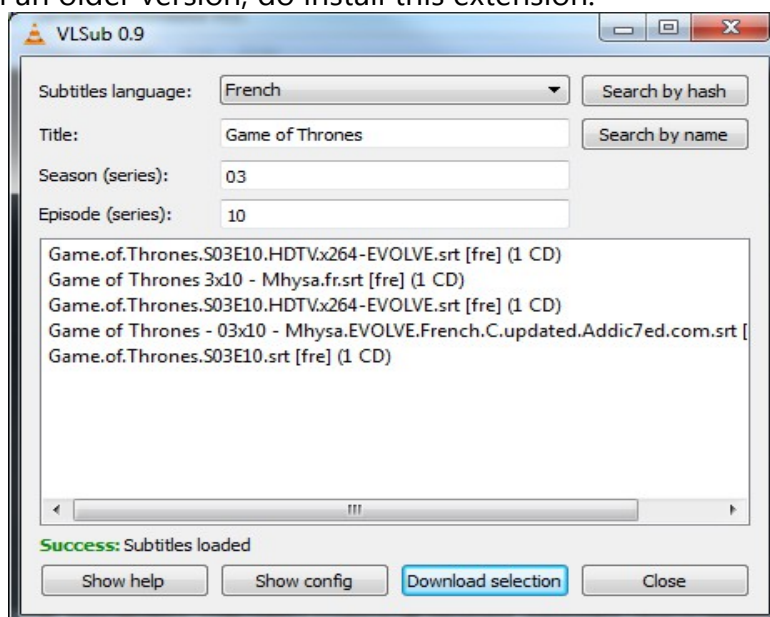 an older version, do install this extension.
VLSub 0.9
Subtitles language: French Search by hash
Title: Game of Thrones Search by name
Season (series): 03
Episode (series): 10
Game.of.Thrones.S03E10.HDTV.x264-EVOLVE.srt [fre] (1 CD)
Game of Thrones 3x10 - Mhysa.fr.srt [fre] (1 CD)
Game.of.Thrones.S03E10.HDTV.x264-EVOLVE.srt [fre] (1 CD)
Game of Thrones - 03x10 - Mhysa.EVOLVE.French.C.updated.Addic7ed.com.srt [
Game.of.Thrones.S03E10.srt [fre] (1 CD)
Success: Subtitles loaded
Show help Show config Download selection Close